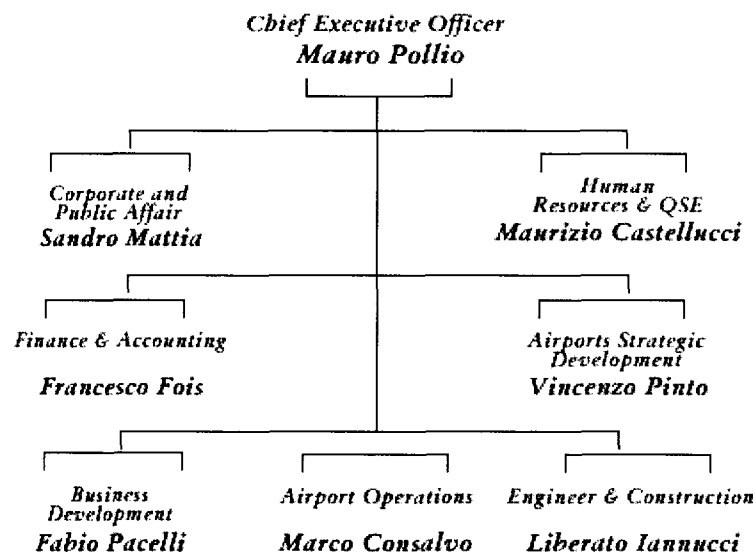 Chief Executive Officer
Mauro Pollio
Corporate and
Public Affair
Sandro Mattia
Human
Resources & QSE
Maurizio Castellucci
Finance & Accounting
Francesco Fois
Airports Strategic
Development
Vincenzo Pinto
Business
Development
Fabio Pacelli
Airport Operations
Marco Consalvo
Engineer & Construction
Liberato Iannucci